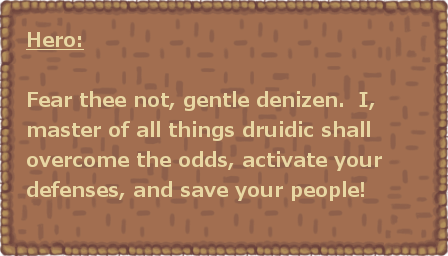 Hero:
Fear thee not, gentle denizen.  I,
master of all things druidic shall
overcome the odds, activate your
defenses, and save your people!